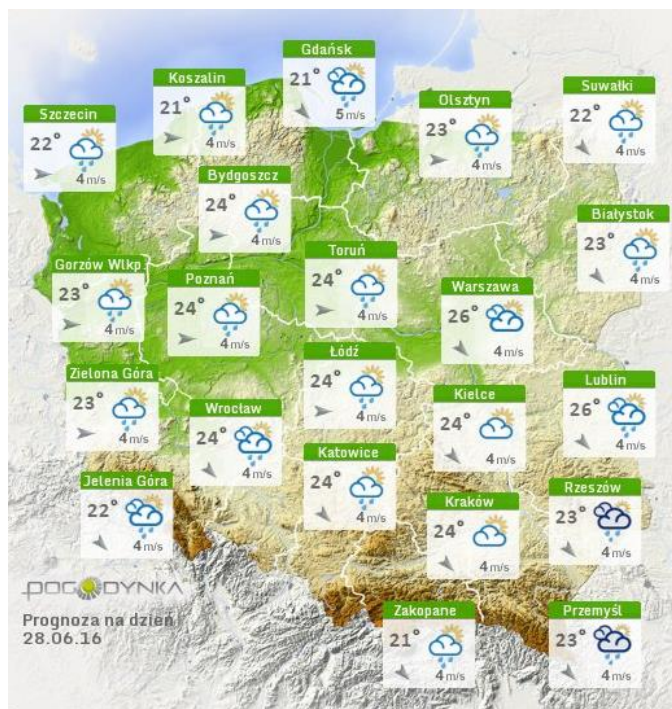 Gdańsk
21°
5 m/s
Koszalin
21°
4 m/s
Suwałki
22°
4 m/s
Olsztyn
23°
4 m/s
Szczecin
22°
4 m/s
Bydgoszcz
24°
4 m/s
Białystok
23°
4 m/s
Toruń
24°
4 m/s
Gorzów Wlkp.
23°
4 m/s
Poznań
24°
4 m/s
Warszawa
26°
4 m/s
Łódź
24°
4 m/s
Zielona Góra
23°
4 m/s
Lublin
26°
4 m/s
Kielce
24°
4 m/s
Wrocław
24°
4 m/s
Katowice
24°
4 m/s
Jelenia Góra
22°
4 m/s
Rzeszów
23°
4 m/s
Kraków
24°
4 m/s
POGODYNKA
Prognoza na dzień
28.06.16
Zakopane
21°
4 m/s
Przemyśl
23°
4 m/s